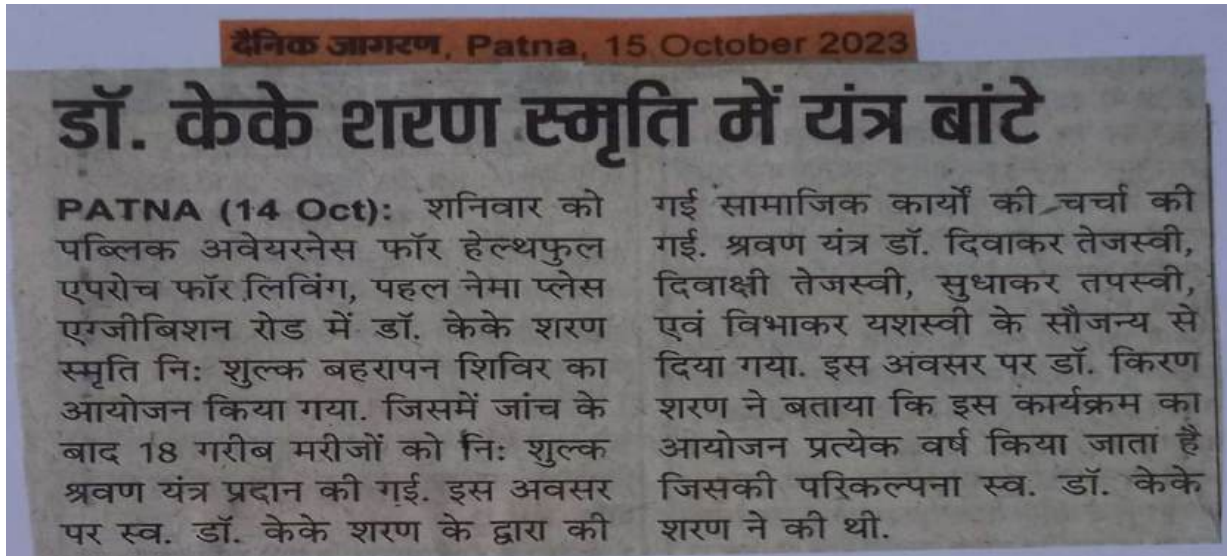 दैनिक जागरण, Patna, 15 October 2023
डॉ. केके शरण स्मृति में यंत्र बांटे
PATNA (14 Oct): शनिवार को
पब्लिक अवेयरनेस फॉर हेल्थफुल
एपरोच फॉर लिविंग, पहल नेमा प्लेस
एग्जीबिशन रोड में डॉ. केके शरण
स्मृति निः शुल्क बहरापन शिविर का
आयोजन किया गया. जिसमें जांच के
बाद 18 गरीब मरीजों को निः शुल्क
श्रवण यंत्र प्रदान की गई. इस अवसर
पर स्व. डॉ. केके शरण के द्वारा की
गई सामाजिक कार्यों की चर्चा की
गई. श्रवण यंत्र डॉ. दिवाकर तेजस्वी,
दिवाक्षी तेजस्वी, सुधाकर तपस्वी,
एवं विभाकर यशस्वी के सौजन्य से
दिया गया. इस अवसर पर डॉ. किरण
शरण ने बताया कि इस कार्यक्रम का
आयोजन प्रत्येक वर्ष किया जाता है
जिसकी परिकल्पना स्व. डॉ. केके
शरण ने की थी.